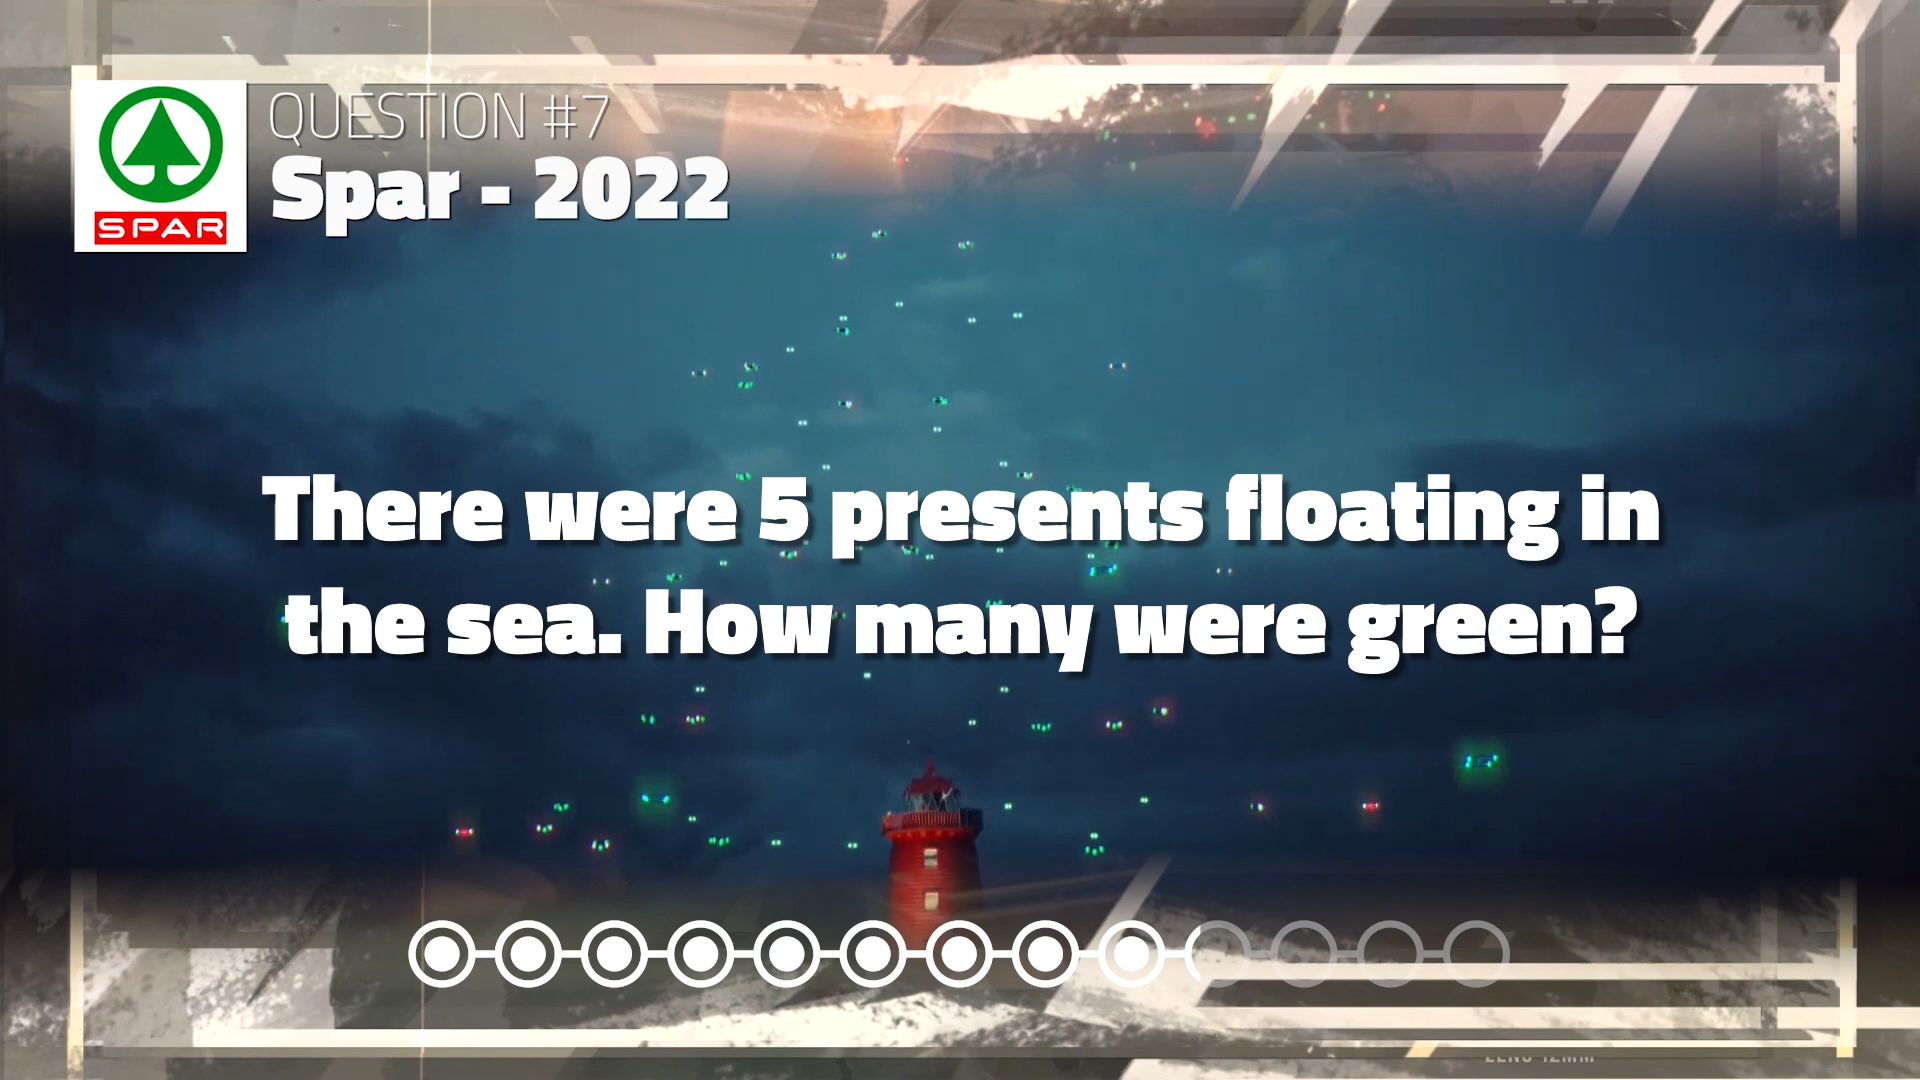 QUESTION #7
Spar - 2022
SPAR
There were 5 presents floating in
the sea. How many were green?